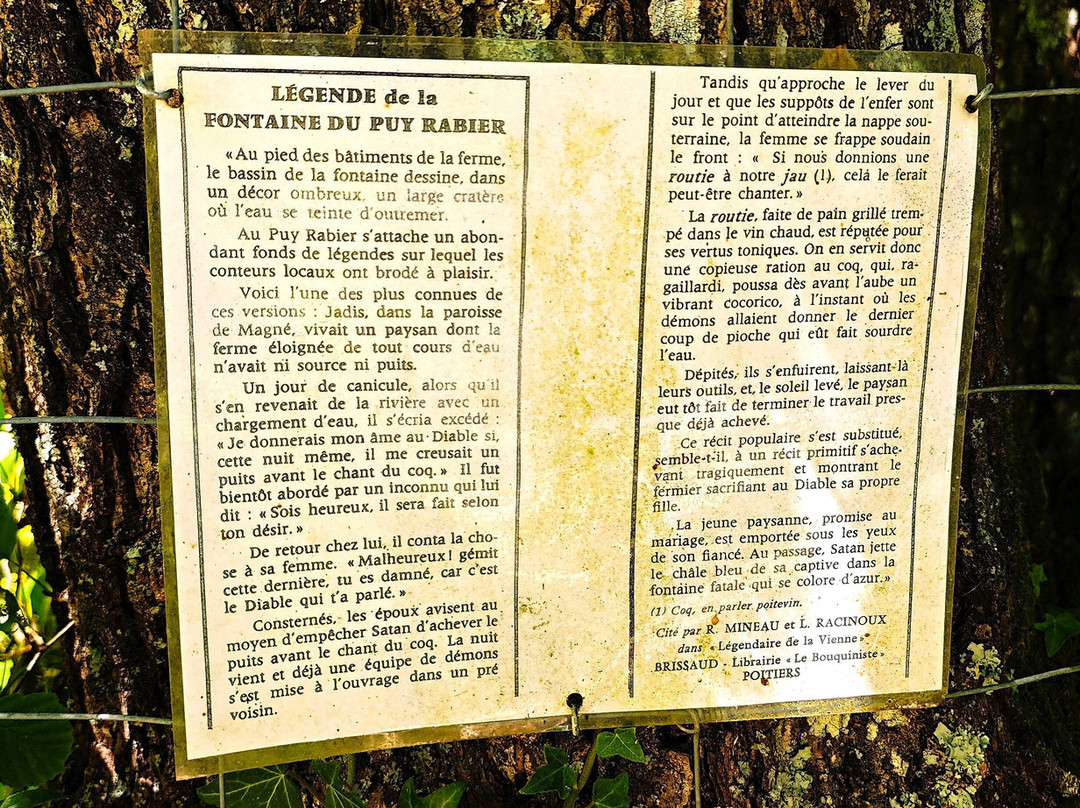 LÉGENDE de la
FONTAINE DU PUY RABIER
«Au pied des bâtiments de la ferme,
le bassin de la fontaine dessine, dans
un décor ombreux, un large cratère
où l'eau se teinte d'outremer.
Au Puy Rabier s'attache un abon-
dant fonds de légendes sur lequel les
conteurs locaux ont brodé à plaisir.
Voici l'une des plus connues de
ces versions : Jadis, dans la paroisse
de Magné, vivait un paysan dont la
ferme éloignée de tout cours d'eau
n'avait ni source ni puits.
Un jour de canicule, alors qu'il
s'en revenait de la rivière avec un
chargement d'eau, il s'écria excédé :
« Je donnerais mon âme au Diable si,
cette nuit même, il me creusait un
puits avant le chant du coq. » Il fut
bientôt abordé par un inconnu qui lui
dit : « Sois heureux, il sera fait selon
ton désir. »
De retour chez lui, il conta la cho-
se à sa femme. « Malheureux ! gémit
cette dernière, tu es damné, car c'est
le Diable qui t'a parlé. »
Consternés, les époux avisent au
moyen d'empêcher Satan d'achever le
puits avant le chant du coq. La nuit
vient et déjà une équipe de démons
s'est mise à l'ouvrage dans un pré
voisin.
Tandis qu'approche le lever du
jour et que les suppôts de l'enfer sont
sur le point d'atteindre la nappe sou-
terraine, la femme se frappe soudain
le front : « Si nous donnions une
routie à notre jau (1), celà le ferait
peut-être chanter. »
La routie, faite de pain grillé trem-
pé dans le vin chaud, est réputée pour
ses vertus toniques. On en servit donc
une copieuse ration au coq, qui, ra-
gaillardi, poussa dès avant l'aube un
vibrant cocorico, à l'instant où les
démons allaient donner le dernier
coup de pioche qui eût fait sourdre
l'eau.
Dépités, ils s'enfuirent, laissant là
leurs outils, et, le soleil levé, le paysan
eut tôt fait de terminer le travail pres-
que déjà achevé.
Ce récit populaire s'est substitué,
semble-t-il, à un récit primitif s'ache-
vant tragiquement et montrant le
fermier sacrifiant au Diable sa propre
fille.
La jeune paysanne, promise au
mariage, est emportée sous les yeux
de son fiancé. Au passage, Satan jette
le châle bleu de sa captive dans la
fontaine fatale qui se colore d'azur.»
(1) Coq, en parler poitevin.
Cité par R. MINEAU et L. RACINOUX
dans « Légendaire de la Vienne »
BRISSAUD - Librairie « Le Bouquiniste »
POITIERS